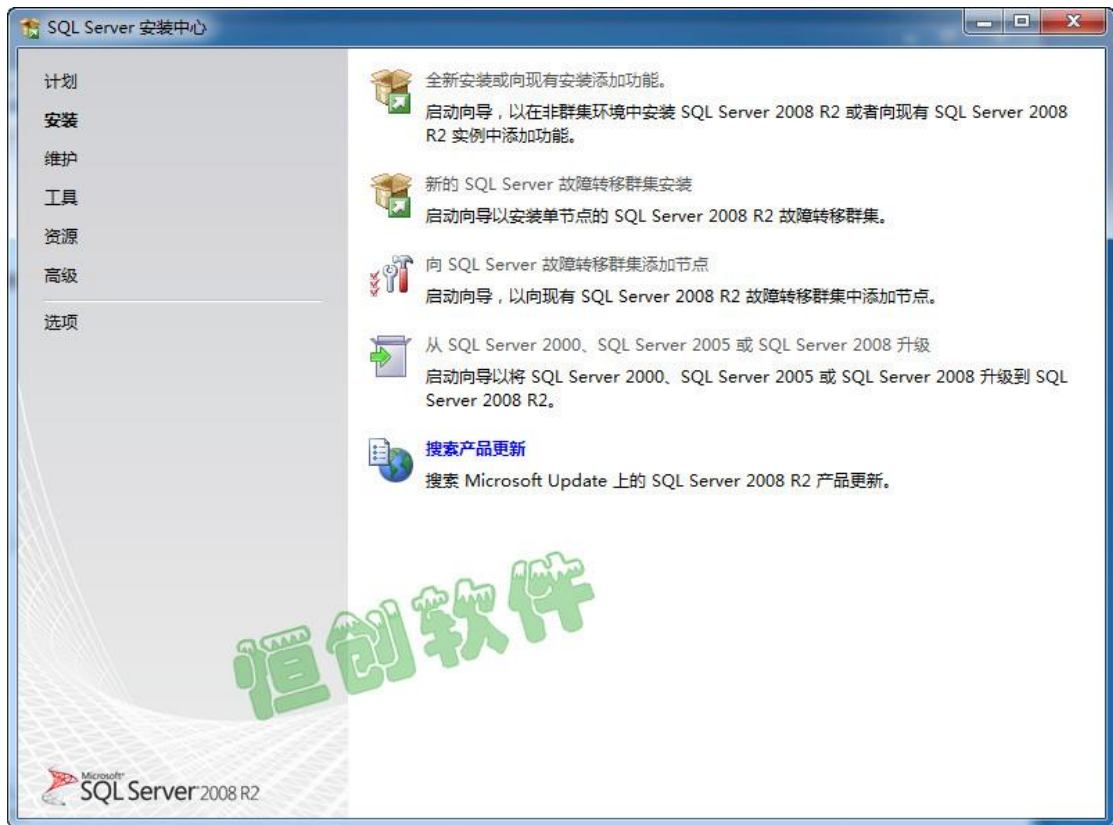 SQL Server 安装中心
计划
安装
维护
工具
资源
高级
选项
全新安装或向现有安装添加功能。
启动向导，以在非群集环境中安装 SQL Server 2008 R2 或者向现有 SQL Server 2008
R2 实例中添加功能。
新的 SQL Server 故障转移群集安装
启动向导以安装单节点的 SQL Server 2008 R2 故障转移群集。
向 SQL Server 故障转移群集添加节点
启动向导，以向现有 SQL Server 2008 R2 故障转移群集中添加节点。
从 SQL Server 2000、SQL Server 2005 或 SQL Server 2008 升级
启动向导以将 SQL Server 2000、SQL Server 2005 或 SQL Server 2008 升级到 SQL
Server 2008 R2。
搜索产品更新
搜索 Microsoft Update 上的 SQL Server 2008 R2 产品更新。
恒创软件
Microsoft
SQL Server 2008 R2